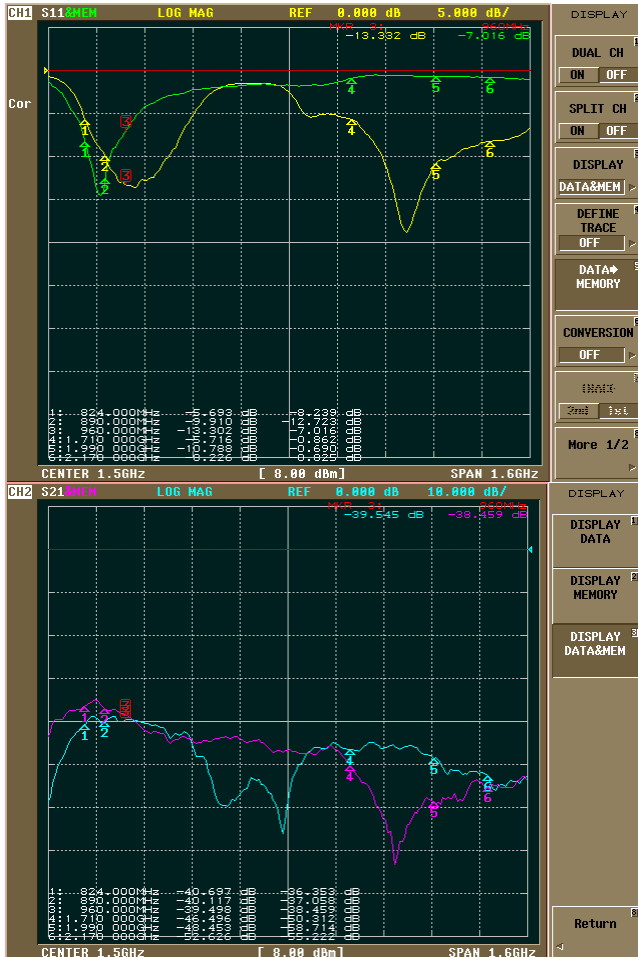 CH1 S11&MEM LOG MAG REF 0.000 dB 5.000 dB/
MKR 3: 960MHz
-13.332 dB -7.016 dB
Cor
1: 824.000MHz -5.693 dB -8.239 dB
2: 890.000MHz -9.910 dB -12.723 dB
3: 960.000MHz -13.302 dB -7.016 dB
4:1.710 000GHz -5.716 dB -0.862 dB
5:1.990 000GHz -10.788 dB -0.690 dB
6:2.170 000GHz
CENTER 1.5GHz [ 8.00 dBm] SPAN 1.6GHz
DISPLAY
DUAL CH
ON OFF
SPLIT CH
ON OFF
DISPLAY
DATA&MEM
DEFINE
TRACE
OFF
DATA➡
MEMORY
CONVERSION
OFF
2nd 1st
More 1/2
CH2 S21&MEM LOG MAG REF 0.000 dB 10.000 dB/
MKR 3: 960MHz
-39.545 dB -38.459 dB
1: 824.000MHz -40.697 dB -36.353 dB
2: 890.000MHz -40.117 dB -37.058 dB
3: 960.000MHz -39.498 dB -38.459 dB
4:1.710 000GHz -46.496 dB -50.312 dB
5:1.990 000GHz -48.453 dB -58.714 dB
6:2.170 000GHz -52.626 dB -55.222 dB
CENTER 1.5GHz [ 8.00 dBm] SPAN 1.6GHz
DISPLAY
DISPLAY
DATA
DISPLAY
MEMORY
DISPLAY
DATA&MEM
Return